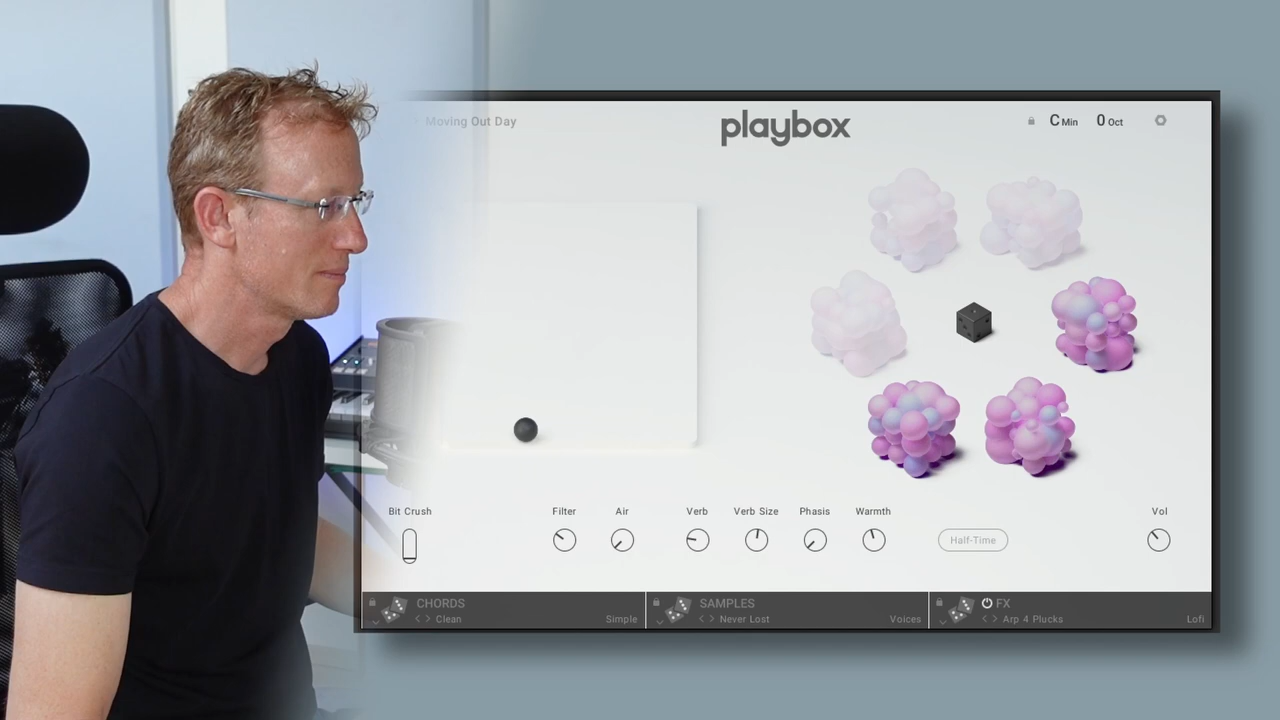 Moving Out Day
playbox
C Min 0 Oct
Bit Crush
Filter
Air
Verb
Verb Size
Phasis
Warmth
Half-Time
Vol
CHORDS
< > Clean
Simple
SAMPLES
< > Never Lost
Voices
FX
< > Arp 4 Plucks
Lofi